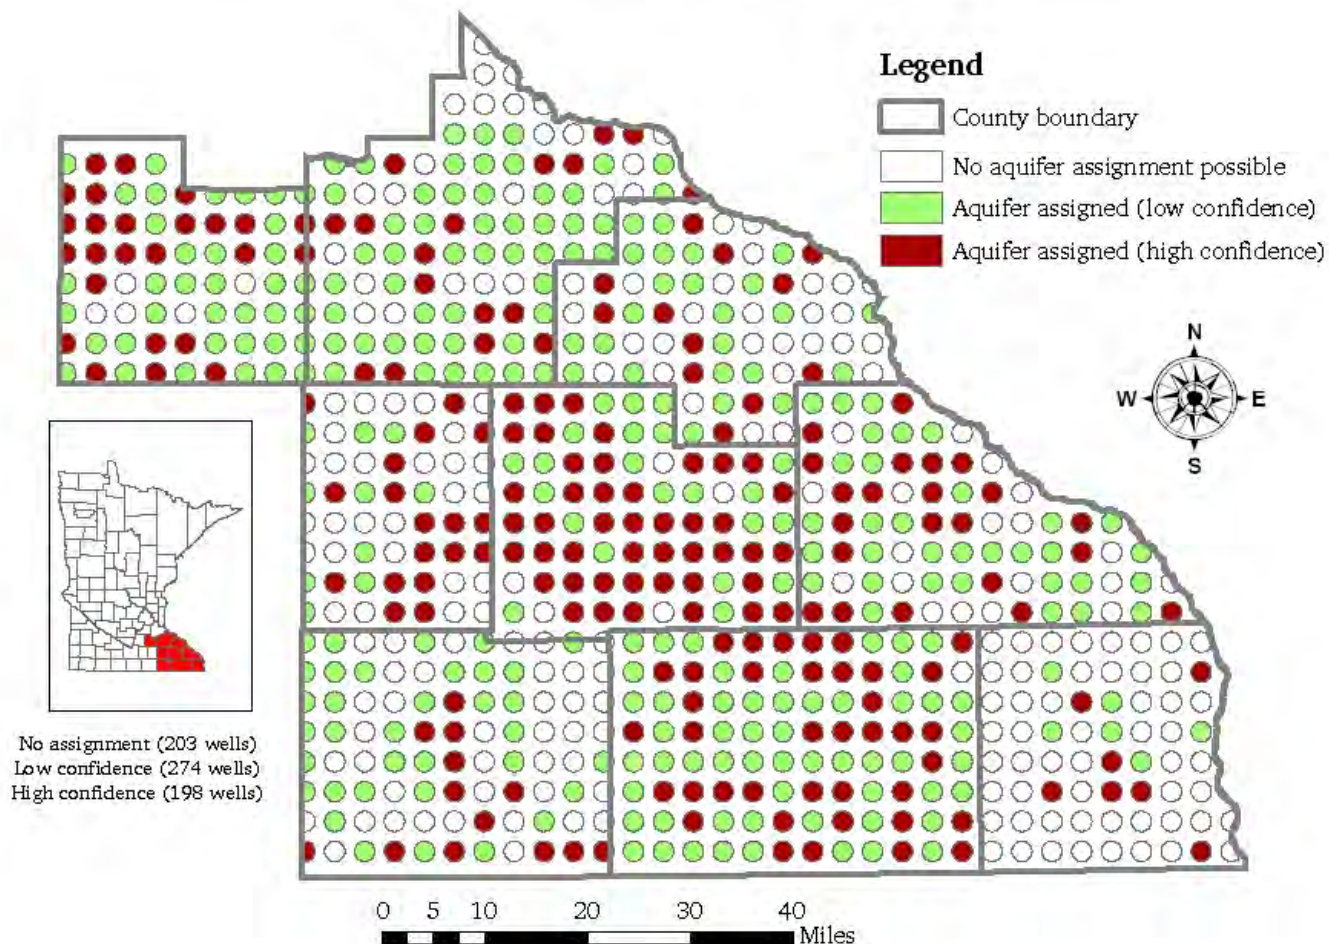 Legend
County boundary
No aquifer assignment possible
Aquifer assigned (low confidence)
Aquifer assigned (high confidence)
N
W
E
S
No assignment (203 wells)
Low confidence (274 wells)
High confidence (198 wells)
0 5 10 20 30 40
Miles